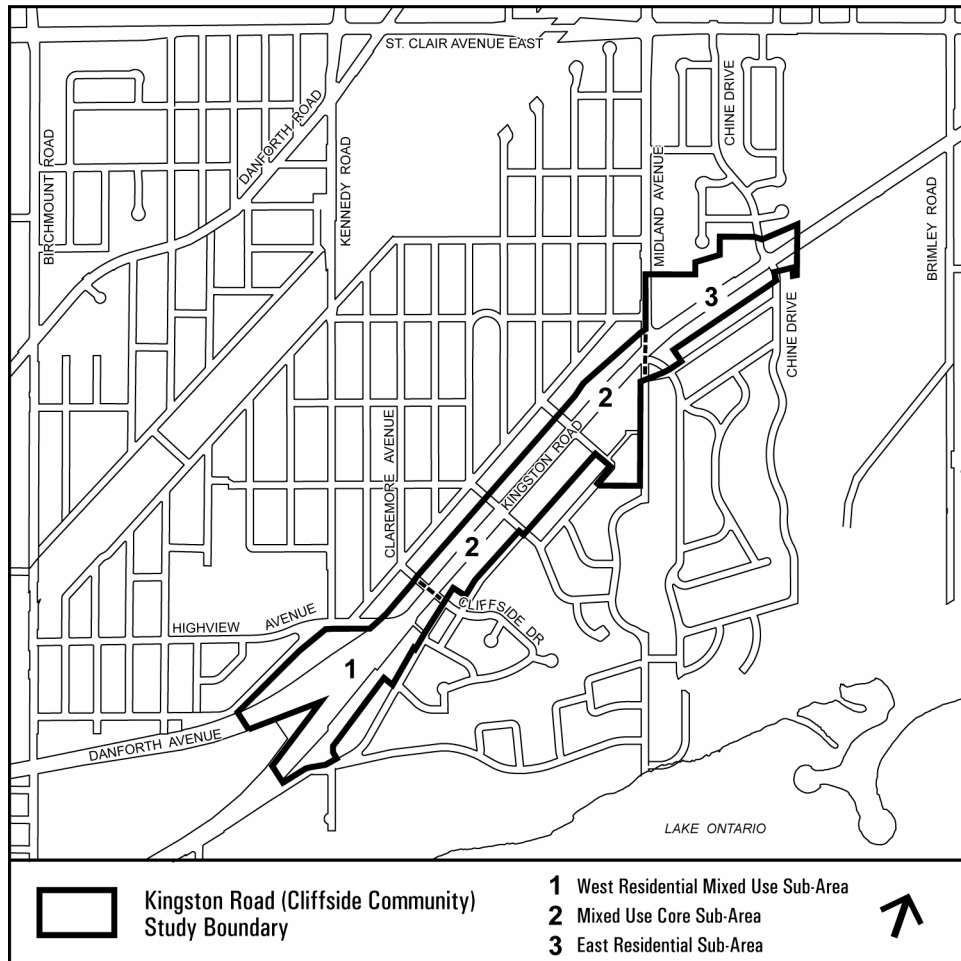 ST. CLAIR AVENUE EAST
CHINE DRIVE
DANFORTH ROAD
BIRCHMOUNT ROAD
KENNEDY ROAD
MIDLAND AVENUE
BRIMLEY ROAD
3
CHINE DRIVE
2
KINGSTON ROAD
CLAREMORE AVENUE
2
CLIFFSIDE DR
HIGHVIEW AVENUE
1
DANFORTH AVENUE
LAKE ONTARIO
Kingston Road (Cliffside Community)
Study Boundary
1 West Residential Mixed Use Sub-Area
2 Mixed Use Core Sub-Area
3 East Residential Sub-Area